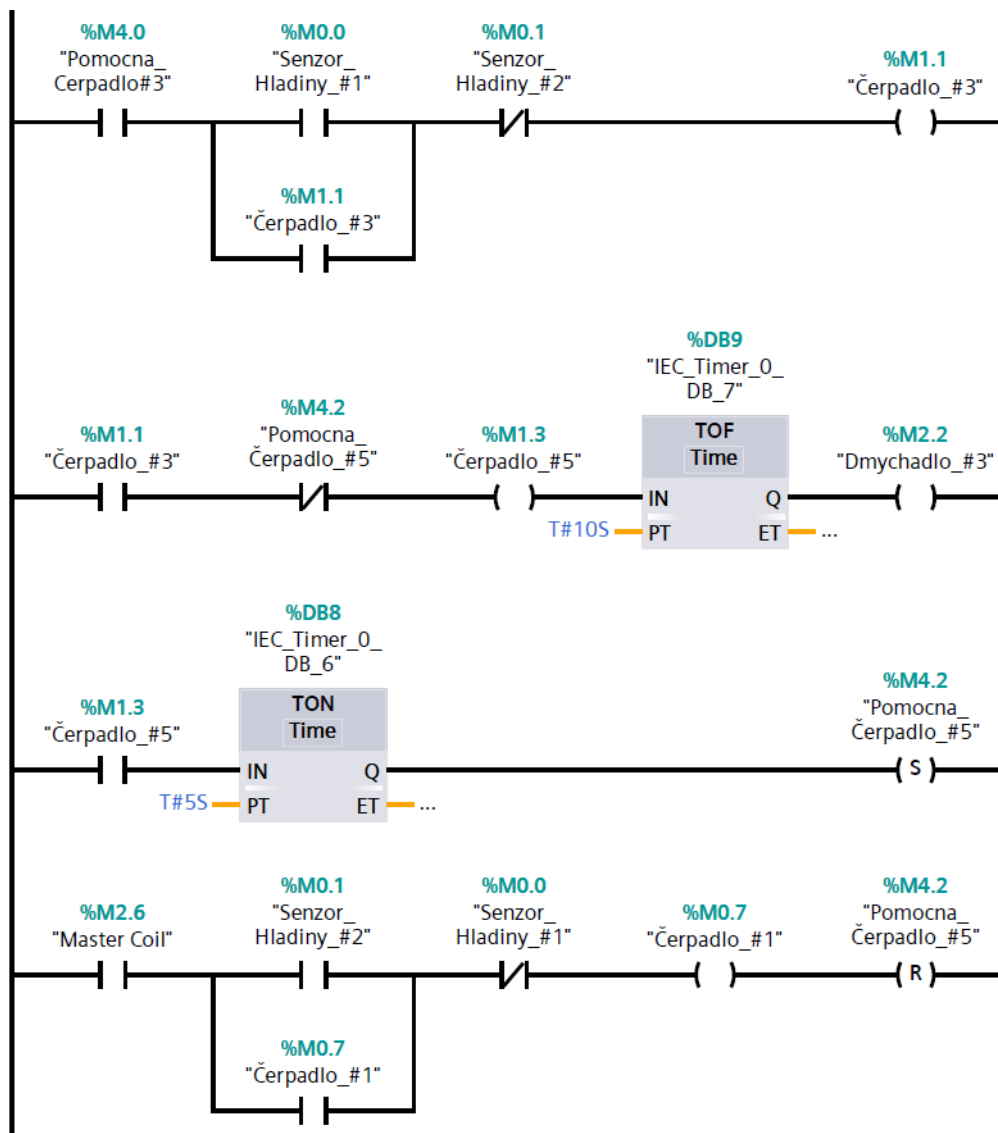 %M4.0 %M0.0 %M0.1
"Pomocna_ "Senzor_ "Senzor_ %M1.1
Cerpadlo#3" Hladiny_#1" Hladiny_#2" "Čerpadlo_#3"
%M1.1
"Čerpadlo_#3"
%DB9
"IEC_Timer_0_
DB_7"
%M4.2
%M1.1 "Pomocna_ %M1.3 TOF %M2.2
"Čerpadlo_#3" Čerpadlo_#5" "Čerpadlo_#5" Time "Dmychadlo_#3"
IN Q
T#10S PT ET ...
%DB8
"IEC_Timer_0_
DB_6"
%M4.2
%M1.3 TON "Pomocna_
"Čerpadlo_#5" Time Čerpadlo_#5"
IN Q S
T#5S PT ET ...
%M0.1 %M0.0 %M4.2
%M2.6 "Senzor_ "Senzor_ %M0.7 "Pomocna_
"Master Coil" Hladiny_#2" Hladiny_#1" "Čerpadlo_#1" Čerpadlo_#5"
R
%M0.7
"Čerpadlo_#1"